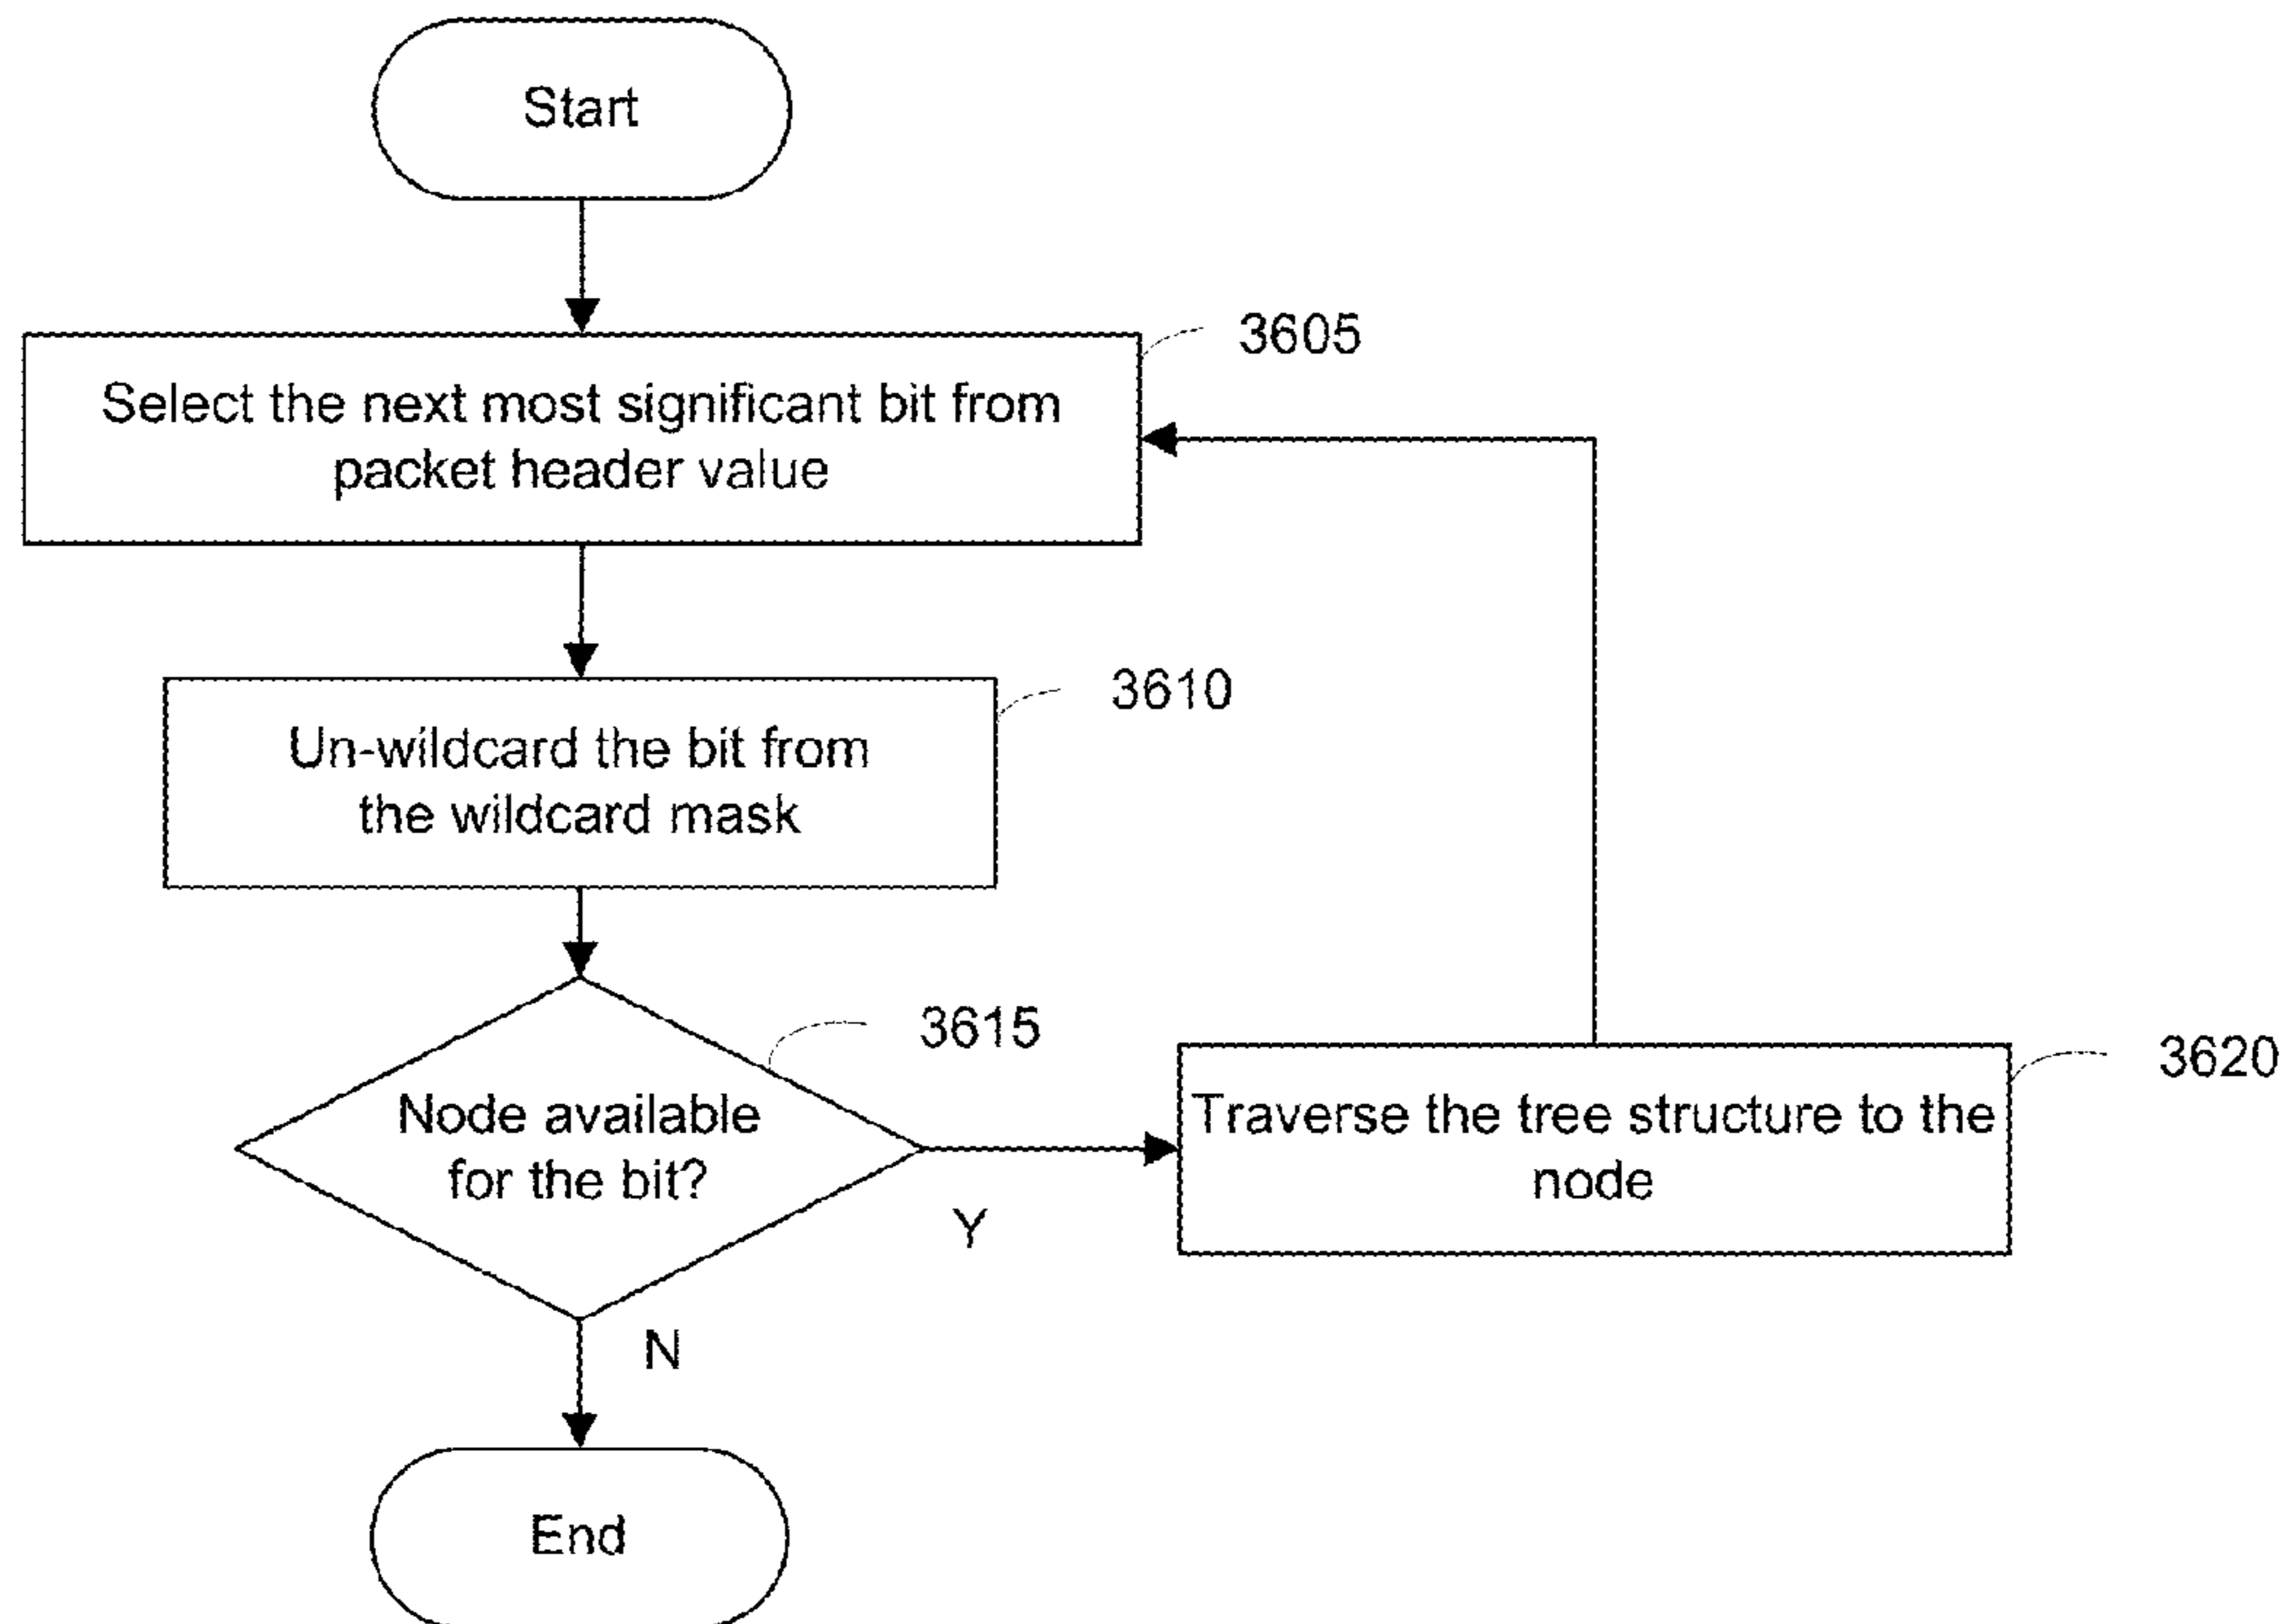 Start
3605
Select the next most significant bit from
packet header value
3610
Un-wildcard the bit from
the wildcard mask
3615
Node available
for the bit?
Y
3620
Traverse the tree structure to the
node
N
End